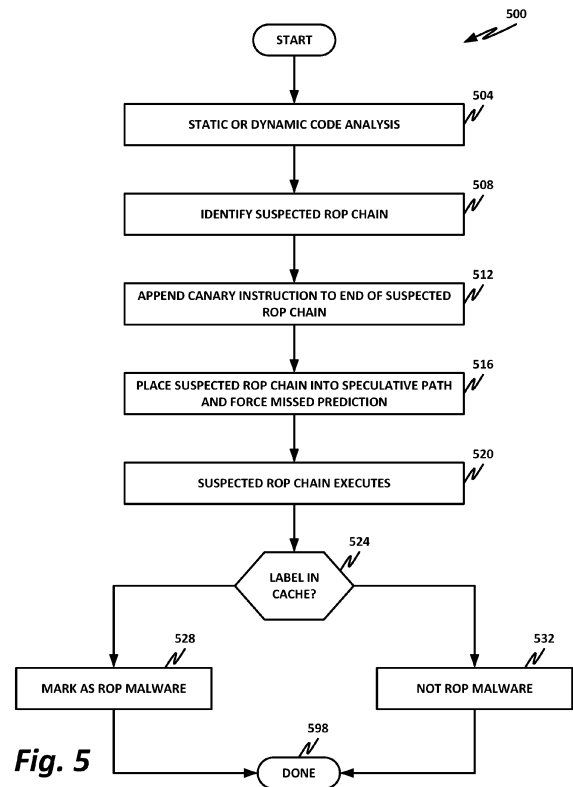 500
START
504
STATIC OR DYNAMIC CODE ANALYSIS
508
IDENTIFY SUSPECTED ROP CHAIN
512
APPEND CANARY INSTRUCTION TO END OF SUSPECTED
ROP CHAIN
516
PLACE SUSPECTED ROP CHAIN INTO SPECULATIVE PATH
AND FORCE MISSED PREDICTION
520
SUSPECTED ROP CHAIN EXECUTES
524
LABEL IN
CACHE?
528
MARK AS ROP MALWARE
532
NOT ROP MALWARE
598
DONE
Fig. 5